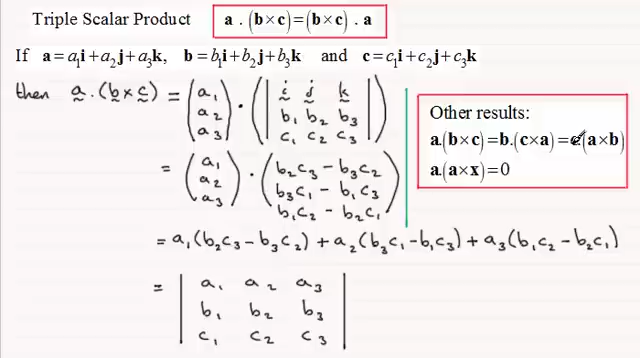 Triple Scalar Product a . (b × c) = (b × c) . a
If a = a₁i + a₂j + a₃k, b = b₁i + b₂j + b₃k and c = c₁i + c₂j + c₃k
then a . (b × c) = (a₁ a₂ a₃) · ( | i j k
b₁ b₂ b₃
c₁ c₂ c₃ | )
= (a₁ a₂ a₃) · (b₂c₃ − b₃c₂
b₃c₁ − b₁c₃
b₁c₂ − b₂c₁)
= a₁(b₂c₃ − b₃c₂) + a₂(b₃c₁ − b₁c₃) + a₃(b₁c₂ − b₂c₁)
= | a₁ a₂ a₃
b₁ b₂ b₃
c₁ c₂ c₃ |
Other results:
a.(b × c) = b.(c × a) = c.(a × b)
a.(a × x) = 0